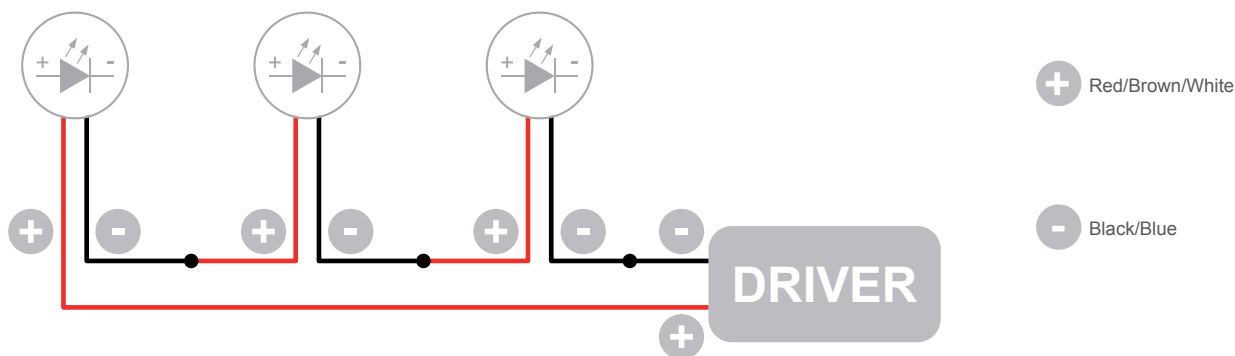 + -
+ -
+ -
+ Red/Brown/White
+ - + - + - -
- Black/Blue
DRIVER
+